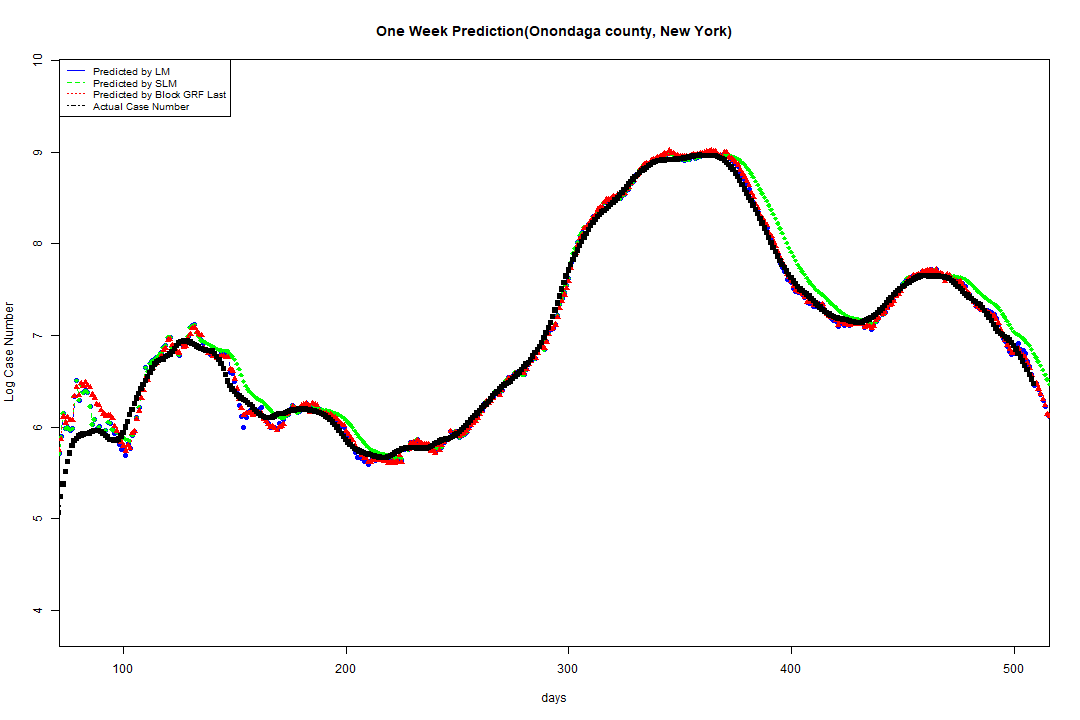 One Week Prediction(Onondaga county, New York)
Predicted by LM
Predicted by SLM
Predicted by Block GRF Last
Actual Case Number
Log Case Number
10
9
8
7
6
5
4
100 200 300 400 500
days